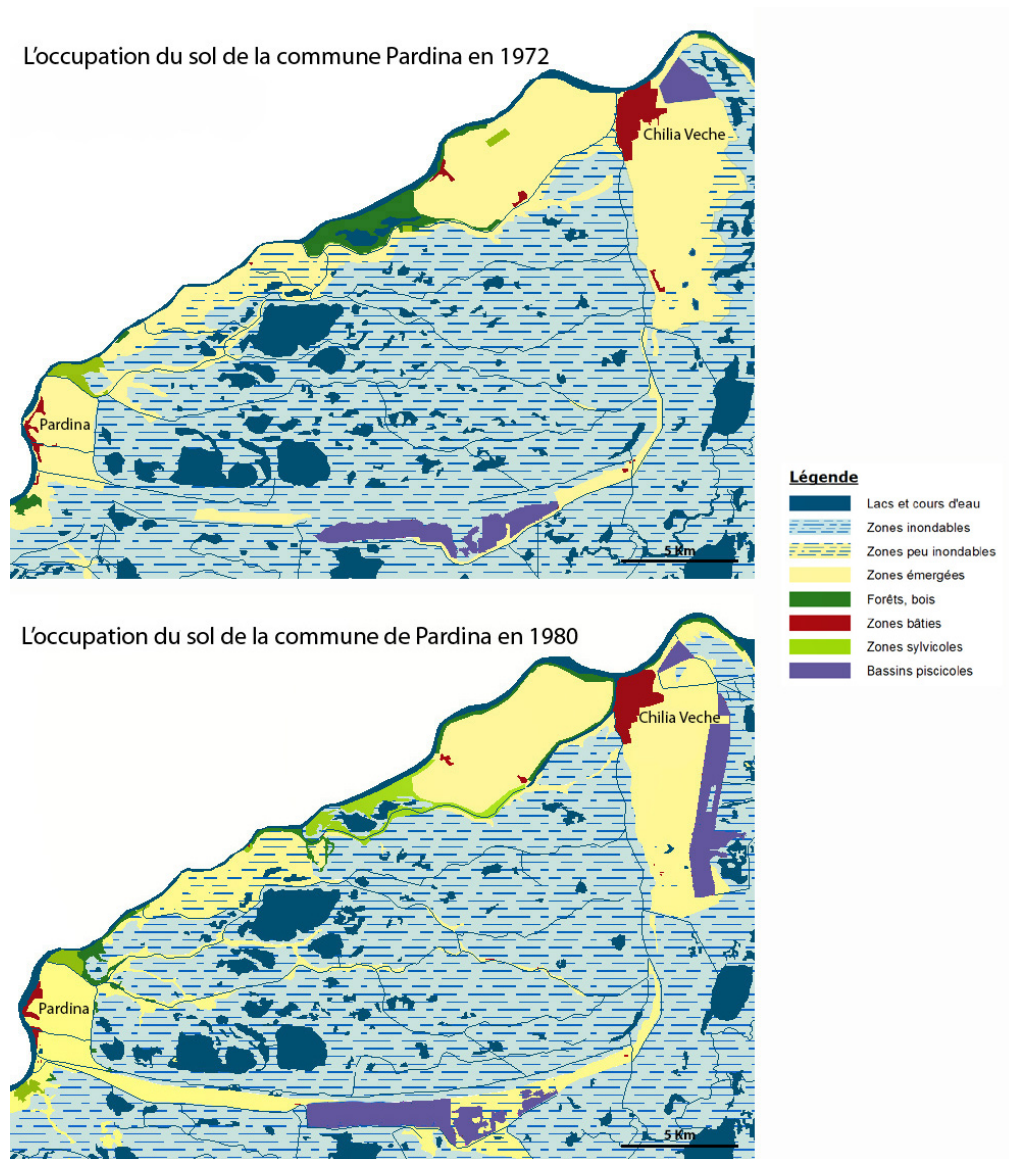 L'occupation du sol de la commune Pardina en 1972
Chilia Veche
Pardina
5 Km
Légende
Lacs et cours d'eau
Zones inondables
Zones peu inondables
Zones émergées
Forêts, bois
Zones bâties
Zones sylvicoles
Bassins piscicoles
L'occupation du sol de la commune de Pardina en 1980
Chilia Veche
Pardina
5 Km